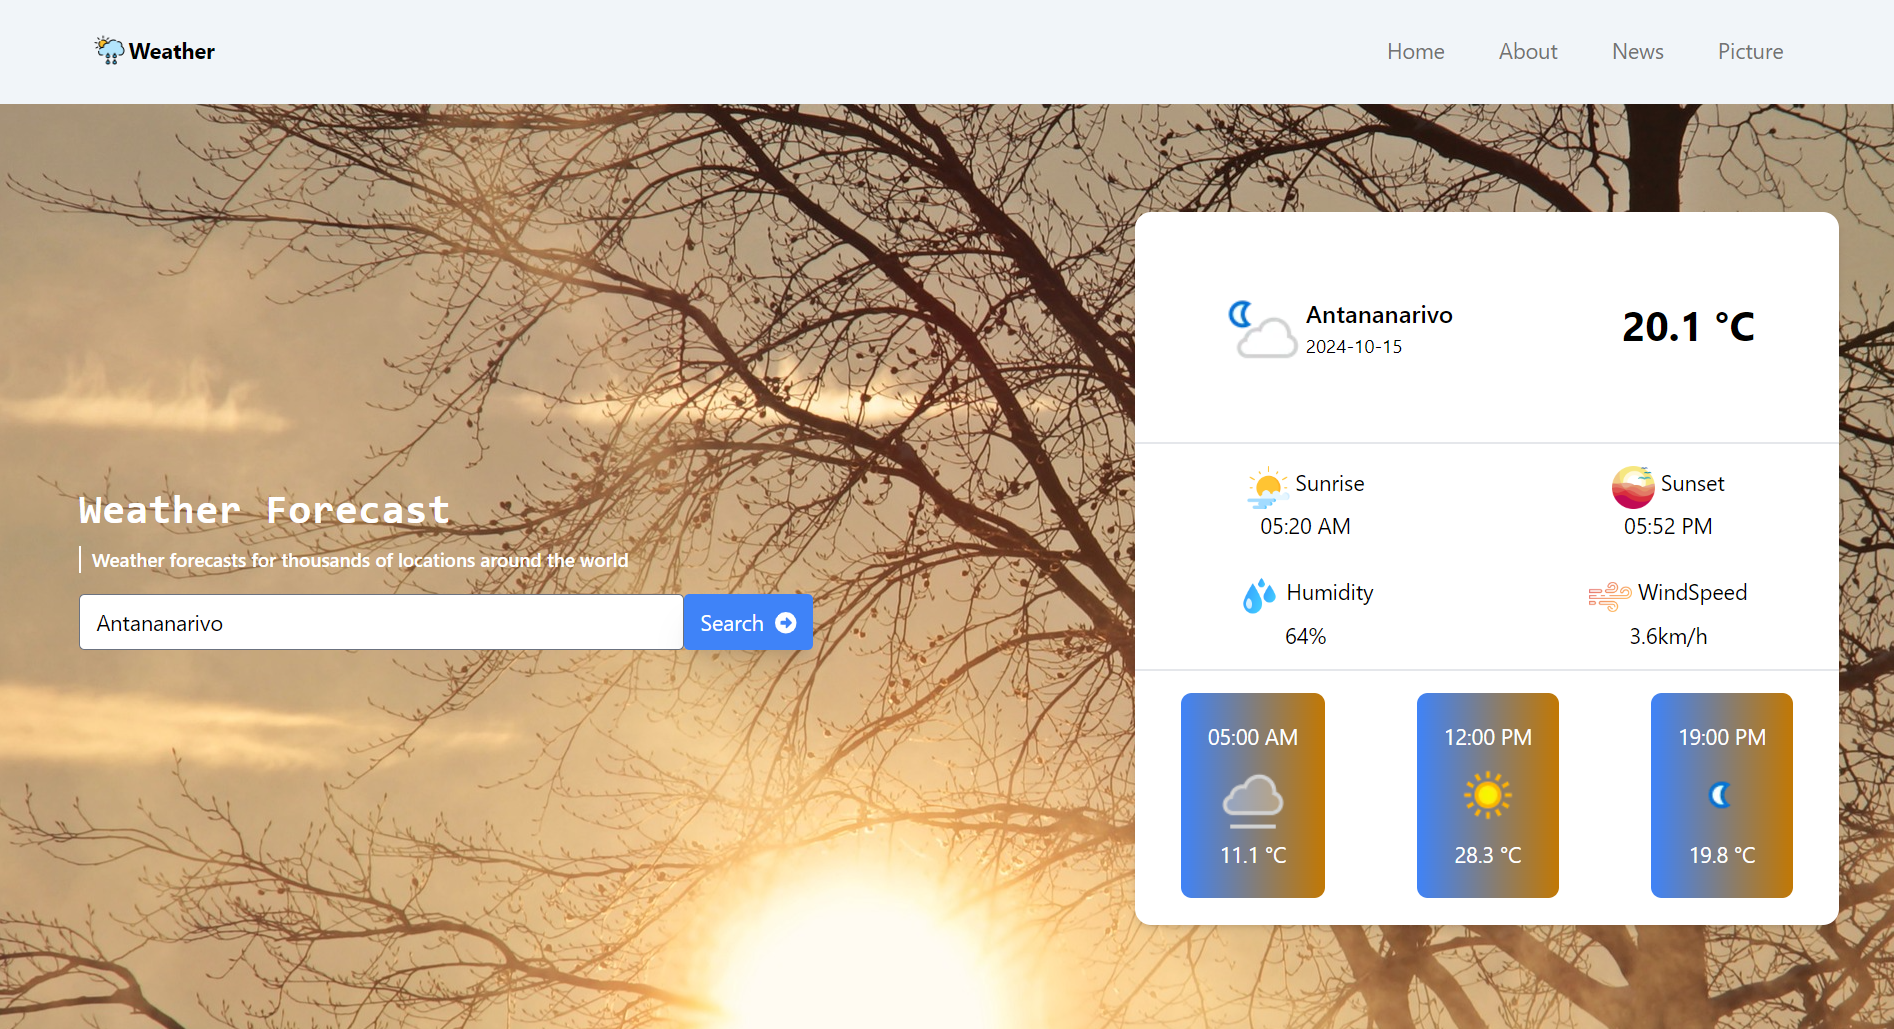 Weather
Home About News Picture
Weather Forecast
Weather forecasts for thousands of locations around the world
Antananarivo
Search
Antananarivo
2024-10-15
20.1 °C
Sunrise
05:20 AM
Sunset
05:52 PM
Humidity
64%
WindSpeed
3.6km/h
05:00 AM
11.1 °C
12:00 PM
28.3 °C
19:00 PM
19.8 °C